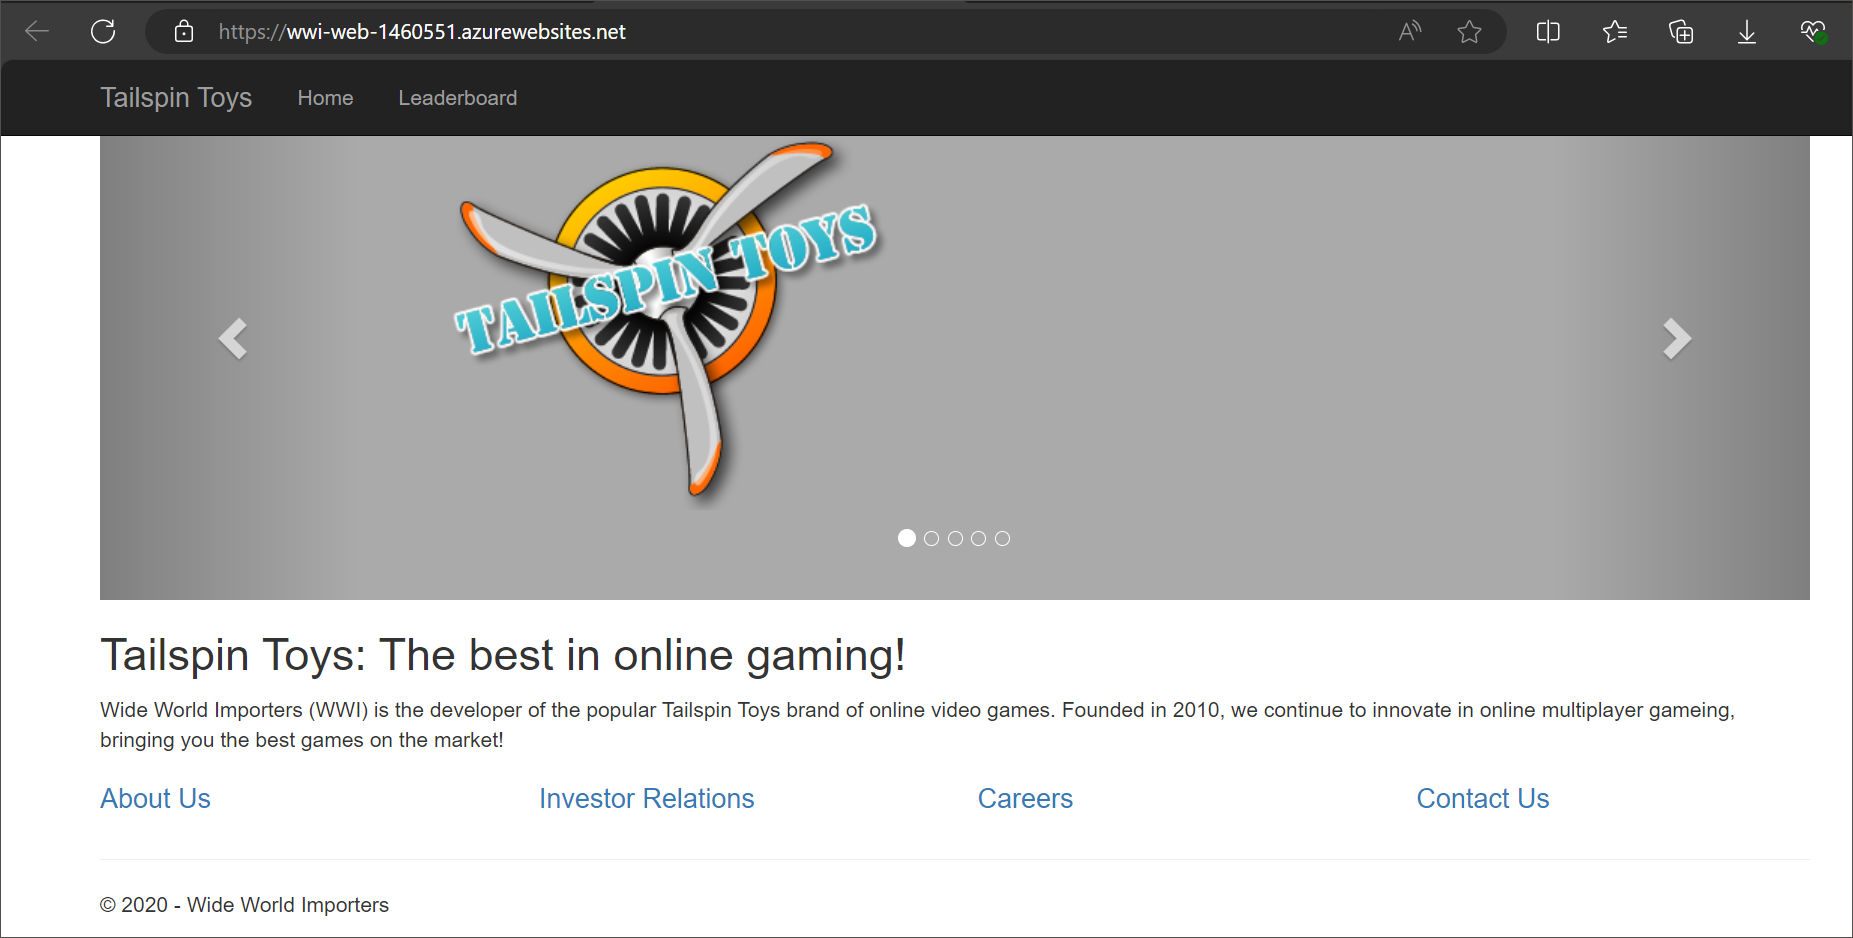 https://wwi-web-1460551.azurewebsites.net
Tailspin Toys Home Leaderboard
TAILSPIN TOYS
Tailspin Toys: The best in online gaming!
Wide World Importers (WWI) is the developer of the popular Tailspin Toys brand of online video games. Founded in 2010, we continue to innovate in online multiplayer gameing,
bringing you the best games on the market!
About Us Investor Relations Careers Contact Us
© 2020 - Wide World Importers